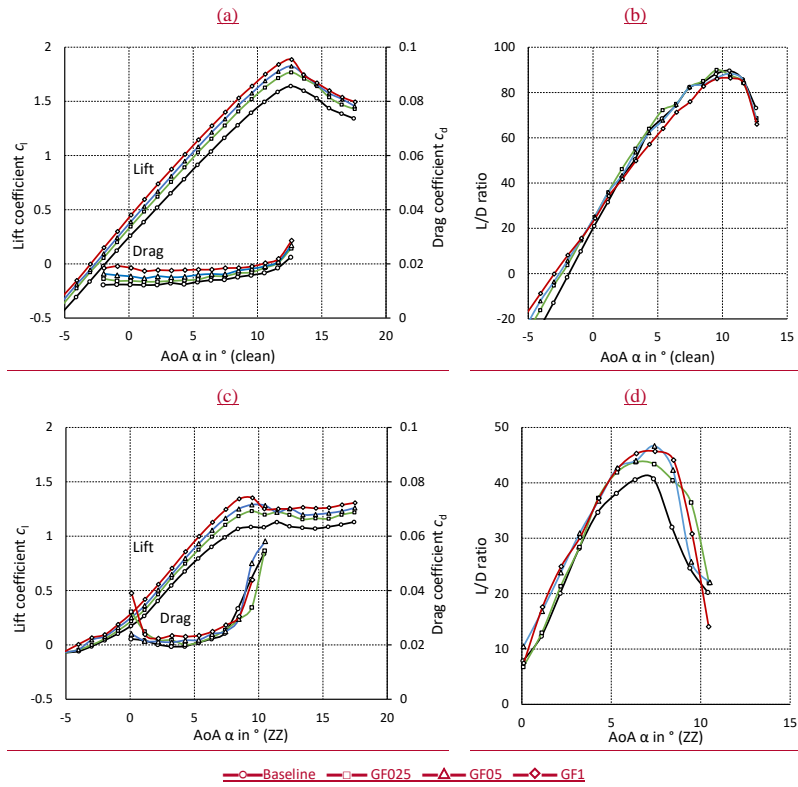 (a)
2
1.5
1
0.5
0
-0.5
Lift coefficient cl
Lift
Drag
0.1
0.08
0.06
0.04
0.02
0
Drag coefficient cd
-5 0 5 10 15 20
AoA α in ° (clean)
(b)
100
80
60
40
20
0
-20
L/D ratio
-5 0 5 10 15
AoA α in ° (clean)
(c)
2
1.5
1
0.5
0
-0.5
Lift coefficient cl
Lift
Drag
0.1
0.08
0.06
0.04
0.02
0
Drag coefficient cd
-5 0 5 10 15 20
AoA α in ° (ZZ)
(d)
50
40
30
20
10
0
L/D ratio
0 5 10 15
AoA α in ° (ZZ)
Baseline GF025 GF05 GF1